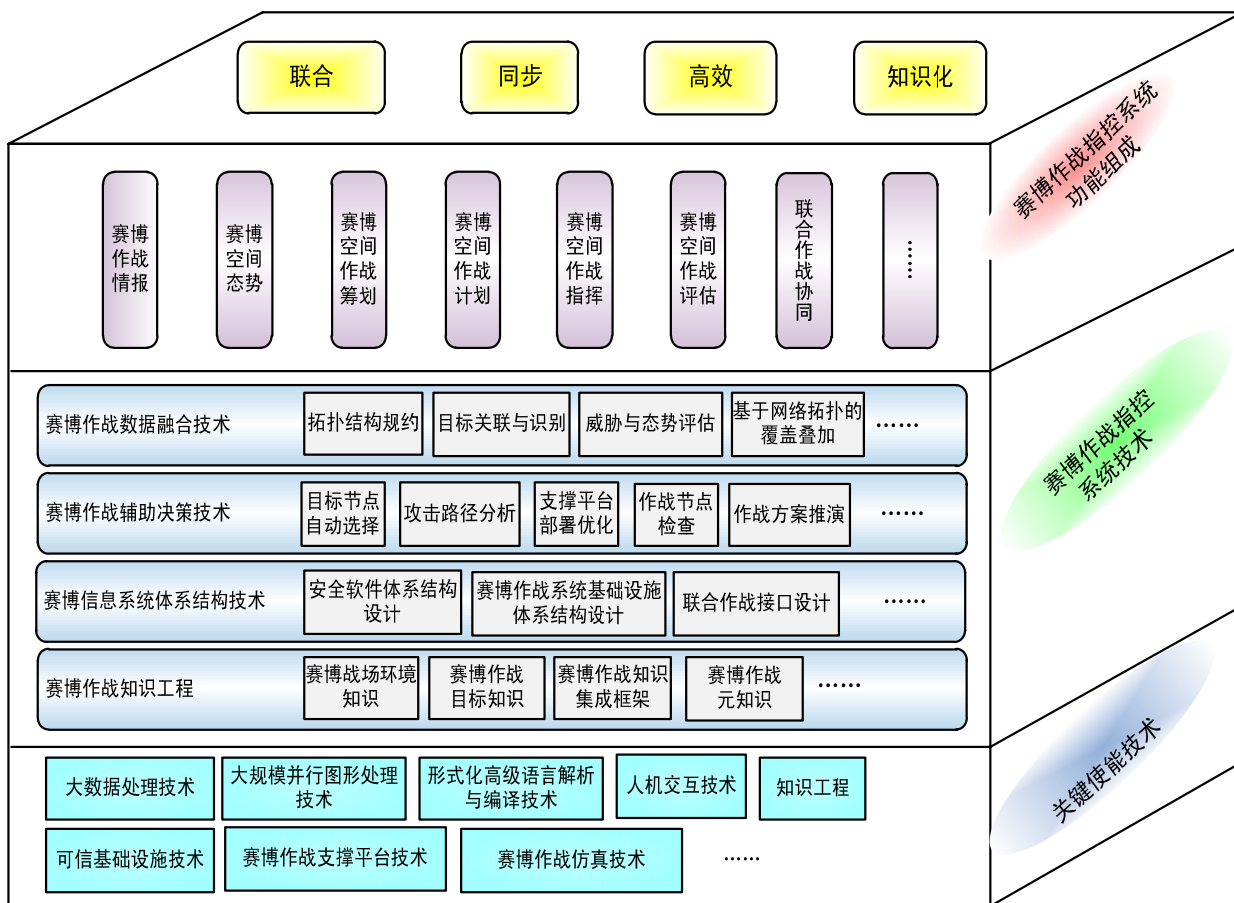 联合
同步
高效
知识化
赛博作战指控系统
功能组成
赛博
作战
情报
赛博
空间
态势
赛博
空间
作战
筹划
赛博
空间
作战
计划
赛博
空间
作战
指挥
赛博
空间
作战
评估
联
合
作
战
协
同
……
赛博作战指控
系统技术
赛博作战数据融合技术
拓扑结构规约
目标关联与识别
威胁与态势评估
基于网络拓扑的
覆盖叠加
……
赛博作战辅助决策技术
目标节点
自动选择
攻击路径分析
支撑平台
部署优化
作战节点
检查
作战方案推演
……
赛博信息系统体系结构技术
安全软件体系结构
设计
赛博作战系统基础设施
体系结构设计
联合作战接口设计
……
赛博作战知识工程
赛博战场环境
知识
赛博作战
目标知识
赛博作战知识
集成框架
赛博作战
元知识
……
关键使能技术
大数据处理技术
大规模并行图形处理
技术
形式化高级语言解析
与编译技术
人机交互技术
知识工程
可信基础设施技术
赛博作战支撑平台技术
赛博作战仿真技术
……